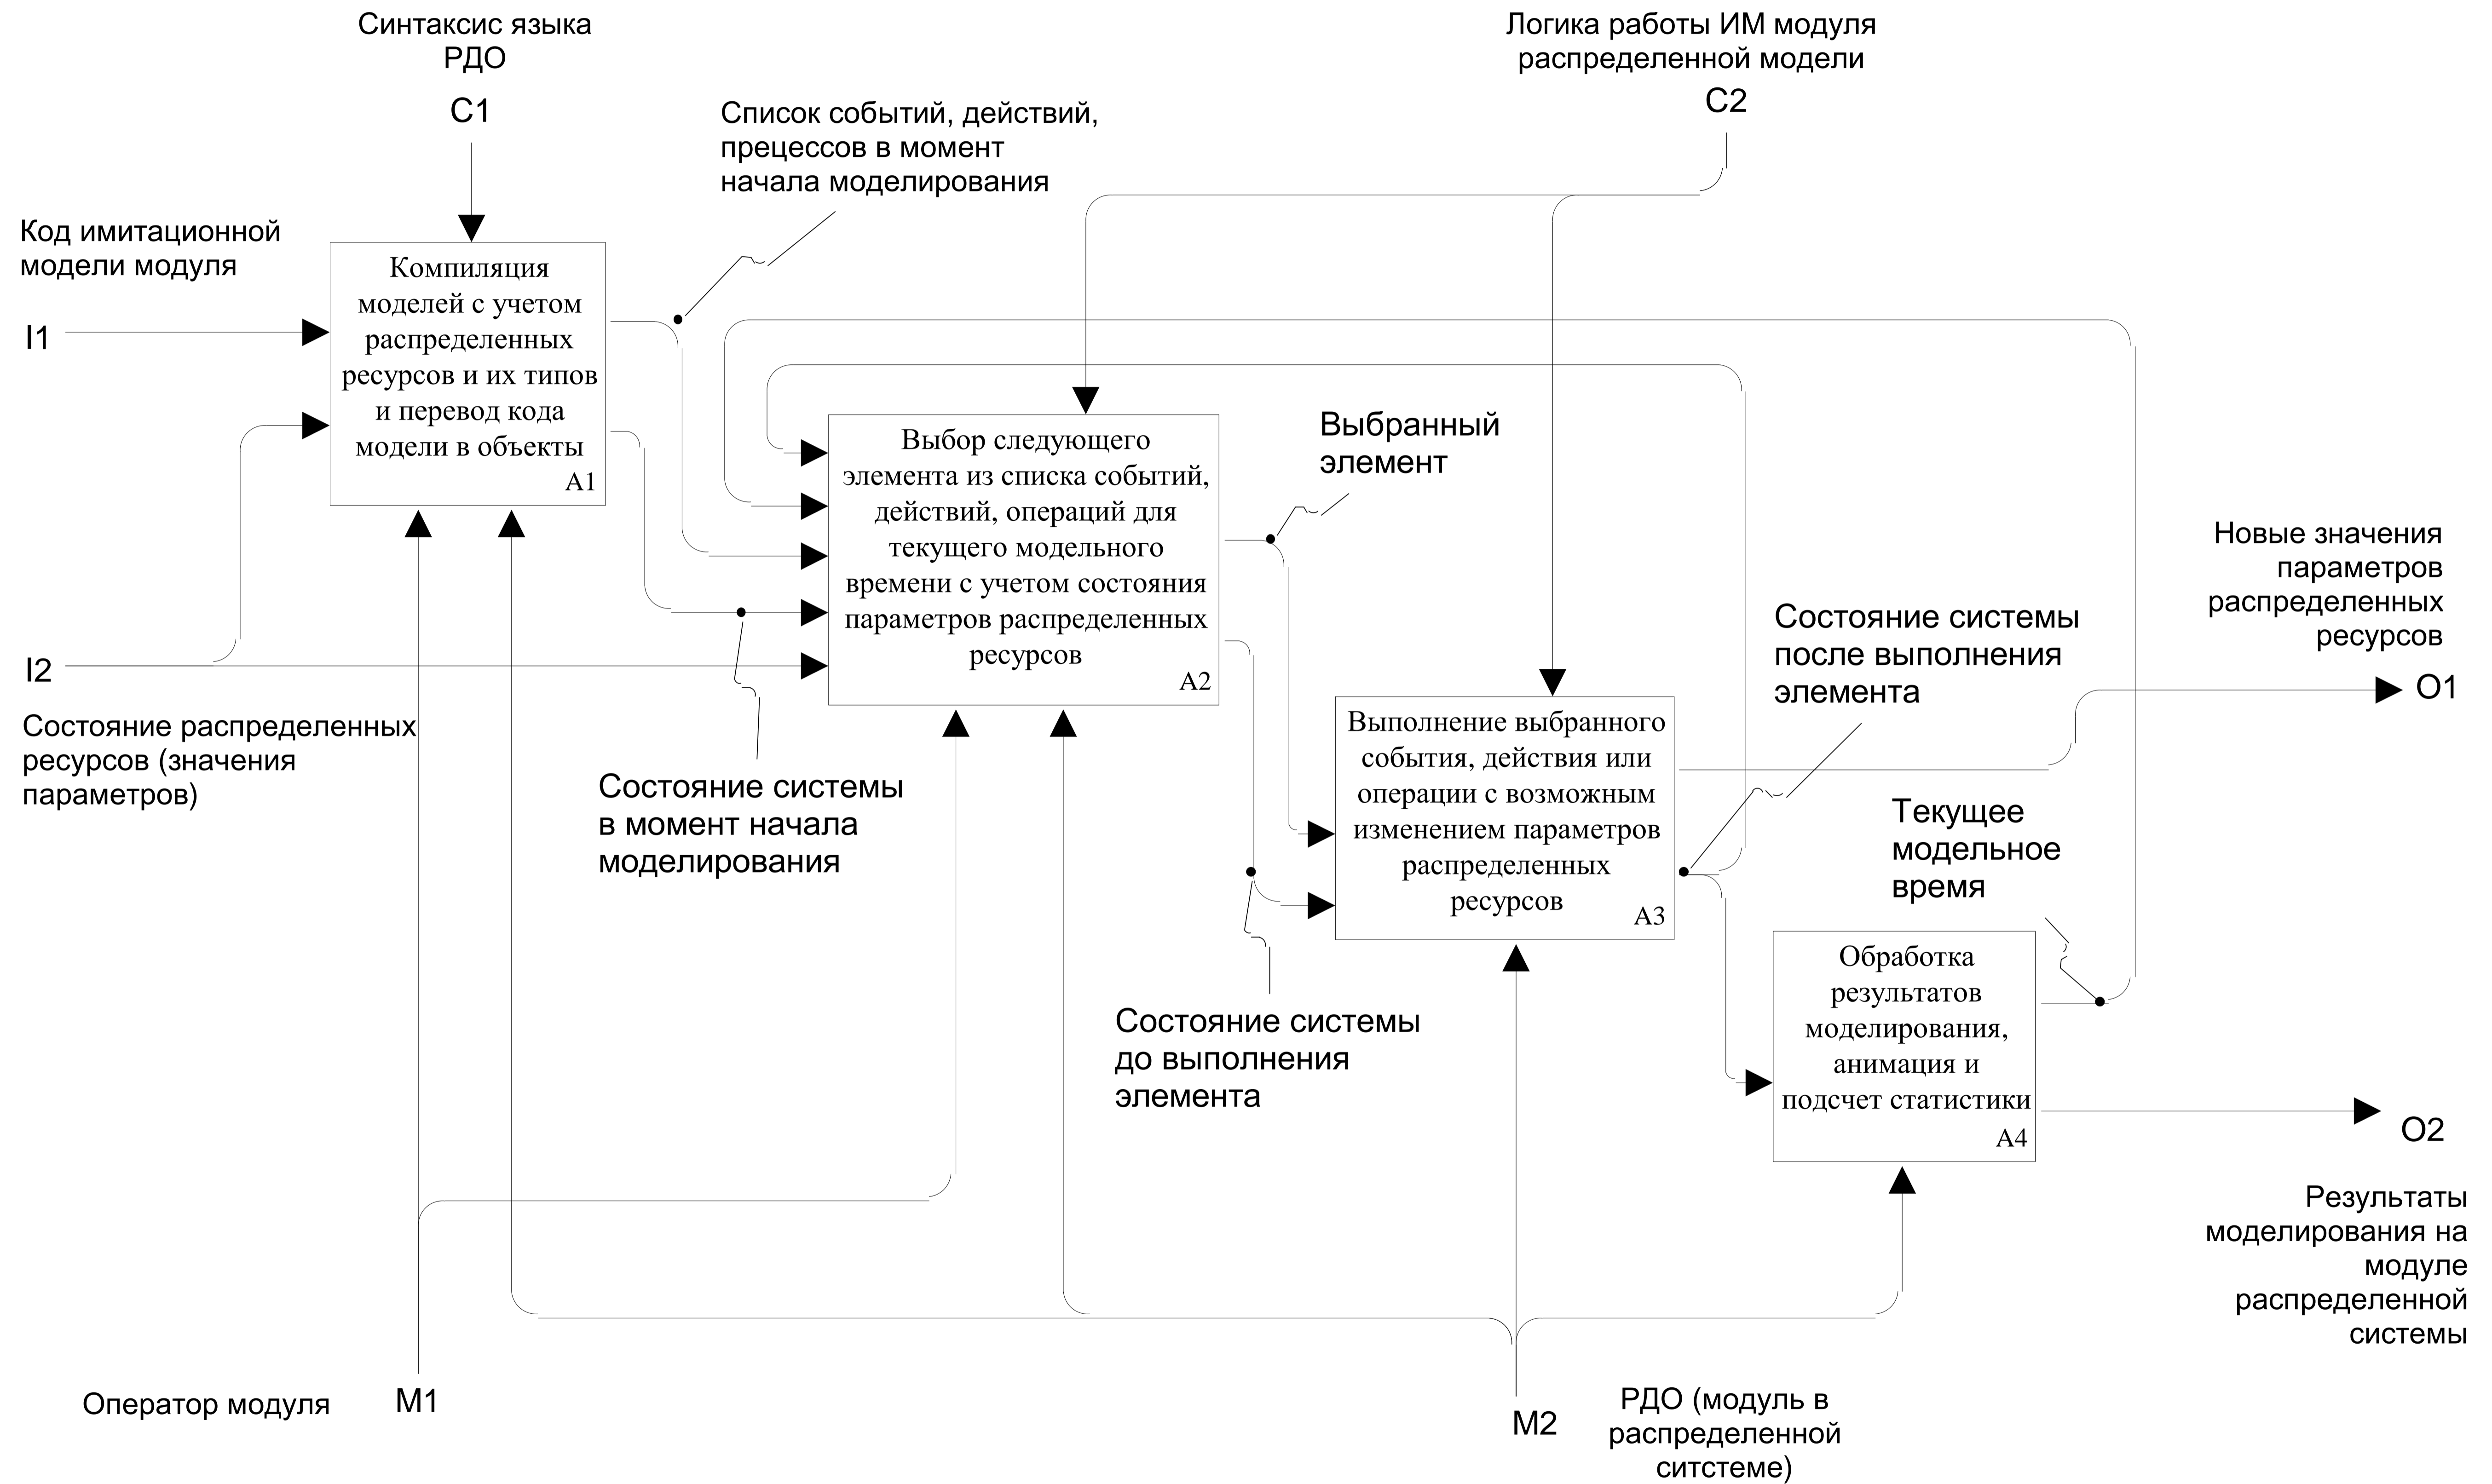 Синтаксис языка
РДО
C1
Логика работы ИМ модуля
распределенной модели
C2
Список событий, действий,
прецессов в момент
начала моделирования
Код имитационной
модели модуля
I1
Компиляция
моделей с учетом
распределенных
ресурсов и их типов
и перевод кода
модели в объекты
A1
I2
Состояние распределенных
ресурсов (значения
параметров)
Выбор следующего
элемента из списка событий,
действий, операций для
текущего модельного
времени с учетом состояния
параметров распределенных
ресурсов
A2
Выбранный
элемент
Состояние системы
в момент начала
моделирования
Выполнение выбранного
события, действия или
операции с возможным
изменением параметров
распределенных
ресурсов
A3
Состояние системы
после выполнения
элемента
Новые значения
параметров
распределенных
ресурсов
O1
Текущее
модельное
время
Состояние системы
до выполнения
элемента
Обработка
результатов
моделирования,
анимация и
подсчет статистики
A4
O2
Результаты
моделирования на
модуле
распределенной
системы
Оператор модуля
M1
M2
РДО (модуль в
распределенной
ситстеме)